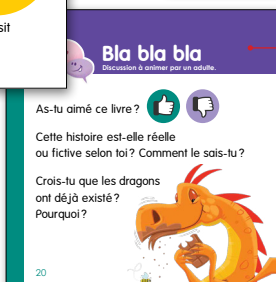 sit
Bla bla bla
Discussion à animer par un adulte.
As-tu aimé ce livre ?
Cette histoire est-elle réelle
ou fictive selon toi ? Comment le sais-tu ?
Crois-tu que les dragons
ont déjà existé ?
Pourquoi ?
20